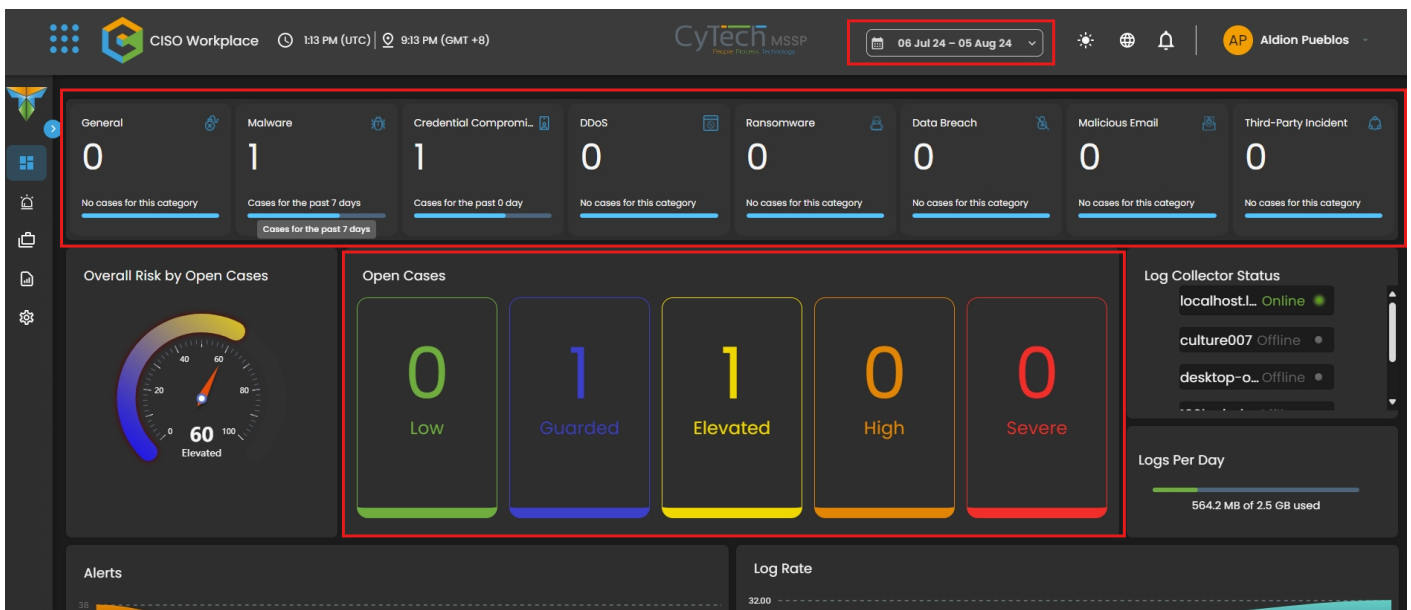 CISO Workplace
1:13 PM (UTC)
9:13 PM (GMT +8)
CyTech MSSP
People Process Technology
06 Jul 24 – 05 Aug 24
AP
Aldion Pueblos
General
0
No cases for this category
Malware
1
Cases for the past 7 days
Cases for the past 7 days
Credential Compromi...
1
Cases for the past 0 day
DDoS
0
No cases for this category
Ransomware
0
No cases for this category
Data Breach
0
No cases for this category
Malicious Email
0
No cases for this category
Third-Party Incident
0
No cases for this category
Overall Risk by Open Cases
40 60
20 80
0 100
60
Elevated
Open Cases
0
Low
1
Guarded
1
Elevated
0
High
0
Severe
Log Collector Status
localhost.l... Online
culture007 Offline
desktop-o... Offline
Logs Per Day
564.2 MB of 2.5 GB used
Alerts
38
Log Rate
32.00